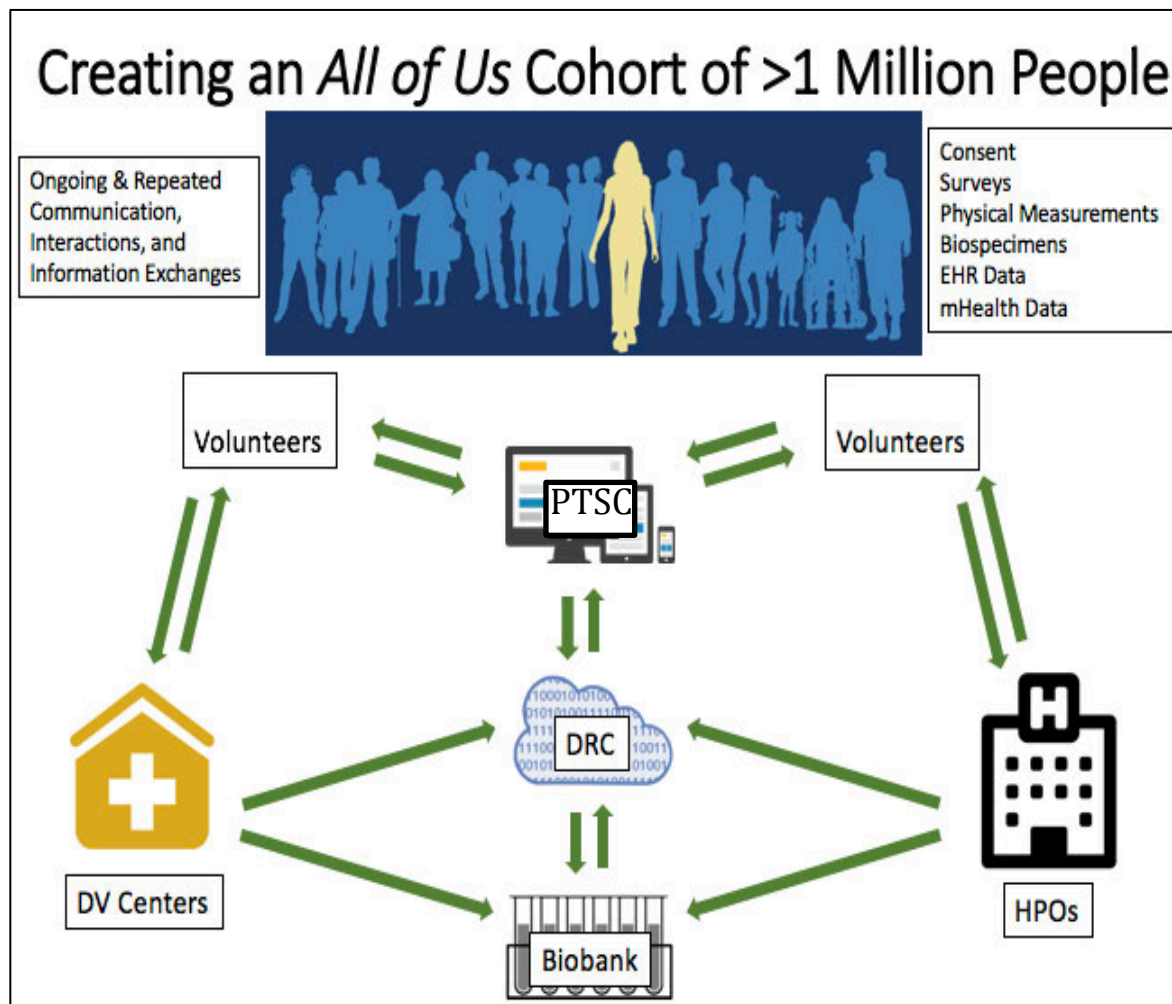 Creating an All of Us Cohort of >1 Million People
Ongoing & Repeated
Communication,
Interactions, and
Information Exchanges
Consent
Surveys
Physical Measurements
Biospecimens
EHR Data
mHealth Data
Volunteers
Volunteers
PTSC
DRC
H
DV Centers
HPOs
Biobank